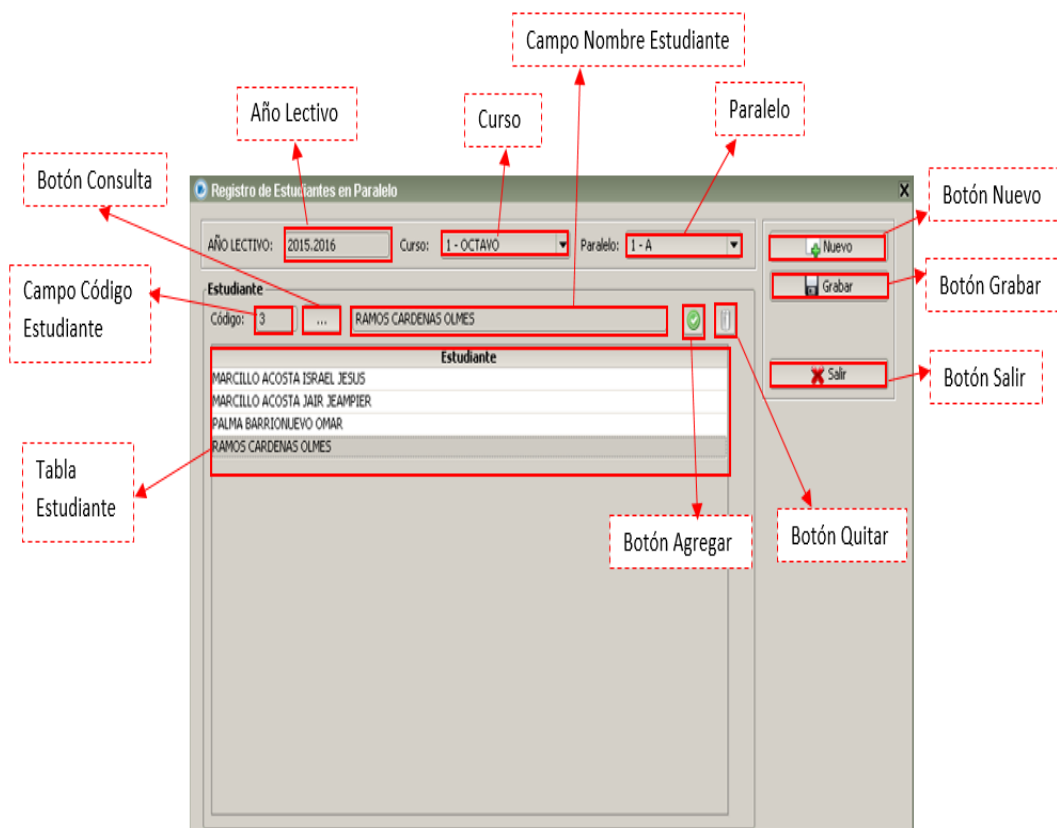 Campo Nombre Estudiante
Año Lectivo
Curso
Paralelo
Botón Consulta
Botón Nuevo
Registro de Estudiantes en Paralelo
X
AÑO LECTIVO: 2015.2016 Curso: 1 - OCTAVO Paralelo: 1 - A
Nuevo
Campo Código
Estudiante
Grabar
Botón Grabar
Estudiante
Código: 3 ... RAMOS CARDENAS OLMES
Estudiante
Salir
Botón Salir
MARCILLO ACOSTA ISRAEL JESUS
MARCILLO ACOSTA JAIR JEAMPIER
PALMA BARRIONUEVO OMAR
RAMOS CARDENAS OLMES
Tabla
Estudiante
Botón Agregar
Botón Quitar